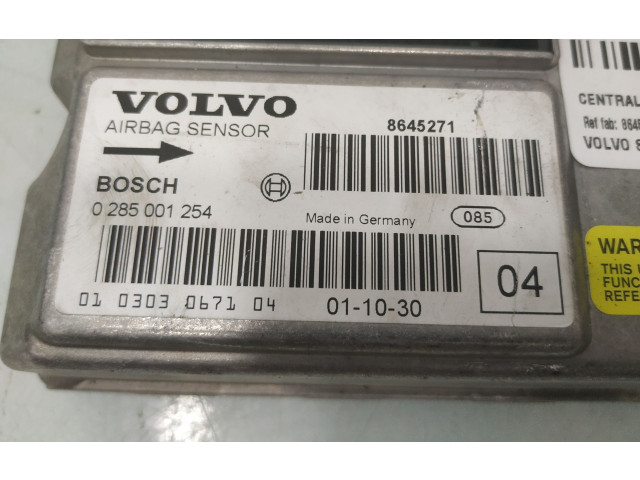 VOLVO
AIRBAG SENSOR
8645271
BOSCH
0 285 001 254
Made in Germany
085
01 0303 0671 04
01-10-30
04
CENTRAL
Ref fab:
VOLVO
WAR
THIS
FUNC
REFE